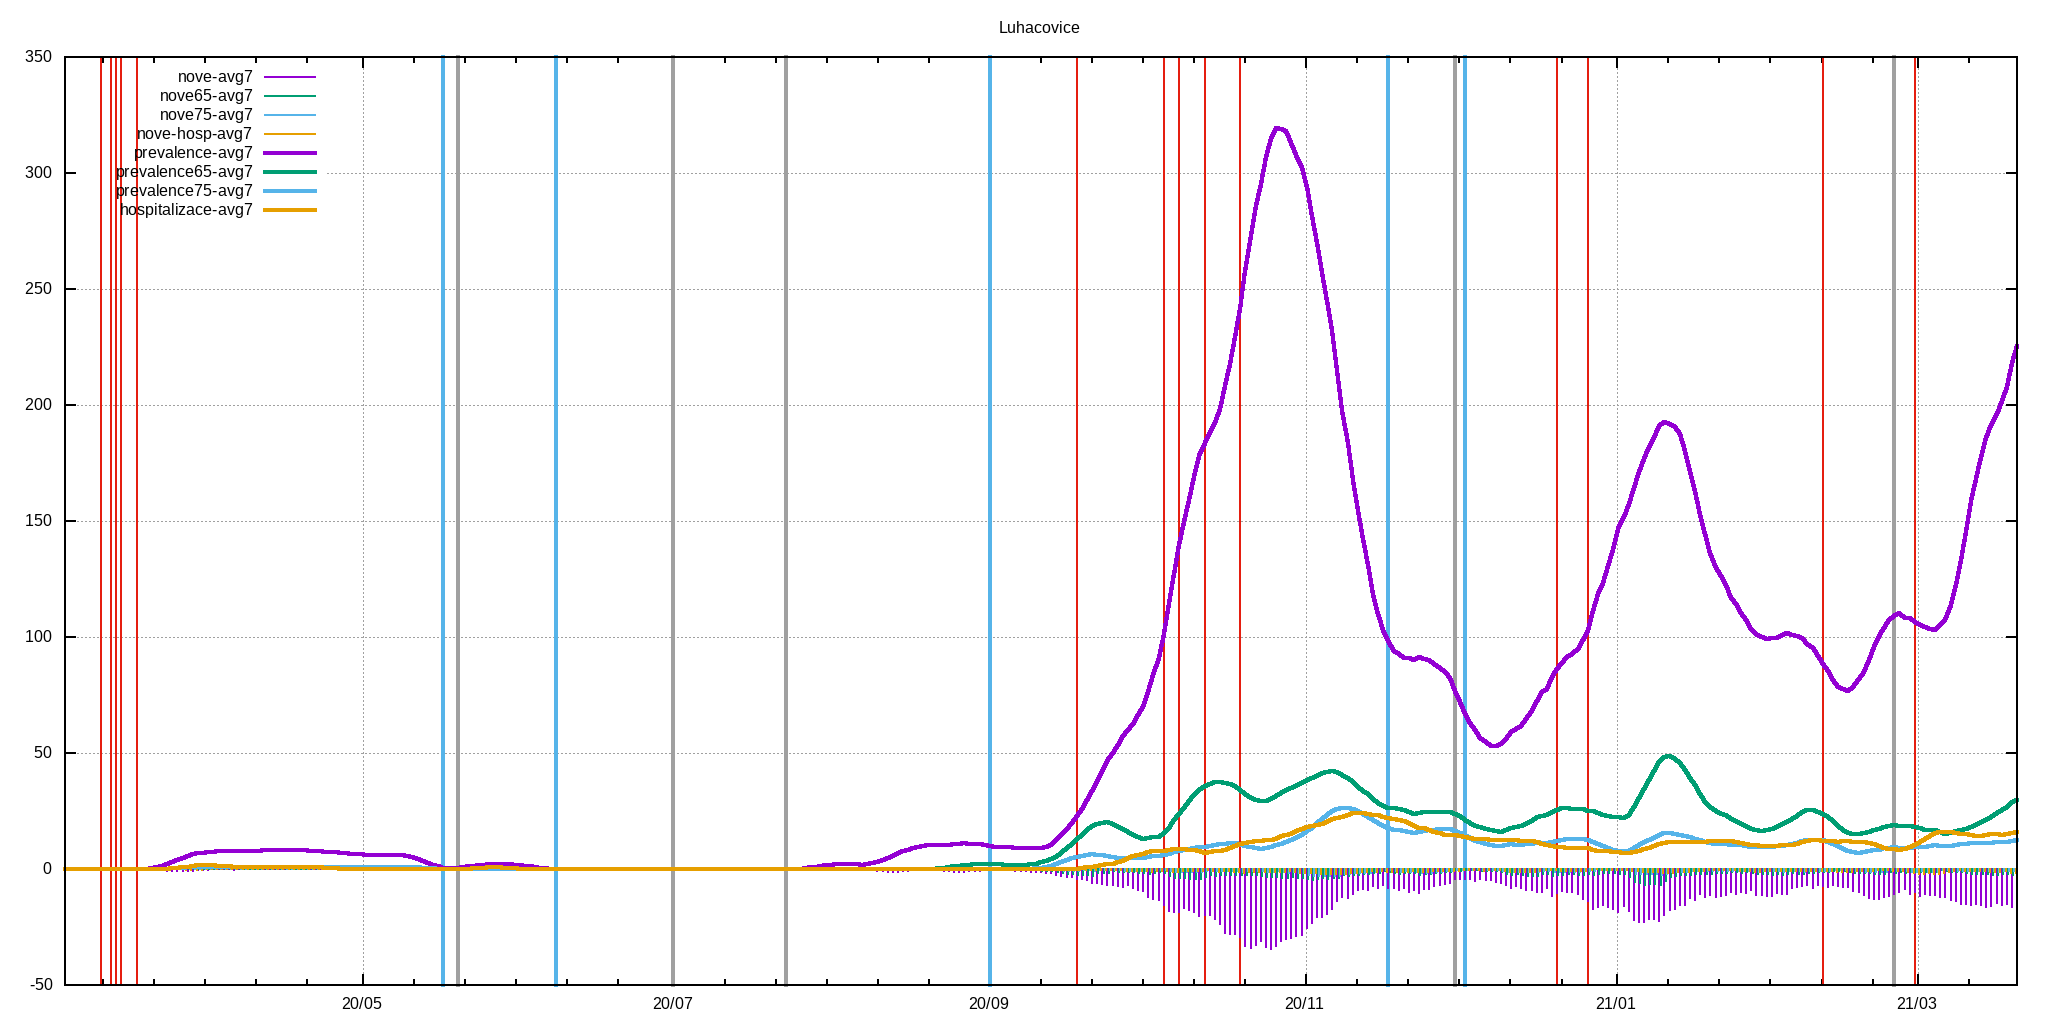 Luhacovice
350
300
250
200
150
100
50
0
-50
nove-avg7
nove65-avg7
nove75-avg7
nove-hosp-avg7
prevalence-avg7
prevalence65-avg7
prevalence75-avg7
hospitalizace-avg7
20/05
20/07
20/09
20/11
21/01
21/03